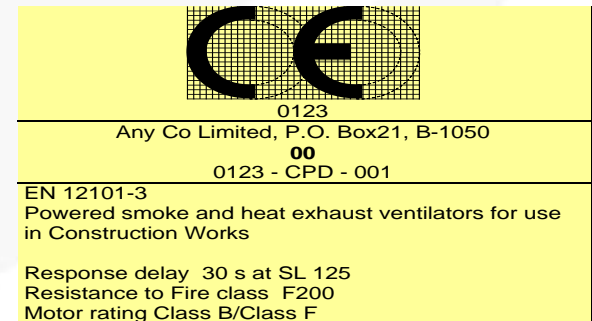 CE
0123
Any Co Limited, P.O. Box21, B-1050
00
0123 - CPD - 001
EN 12101-3
Powered smoke and heat exhaust ventilators for use
in Construction Works
Response delay 30 s at SL 125
Resistance to Fire class F200
Motor rating Class B/Class F